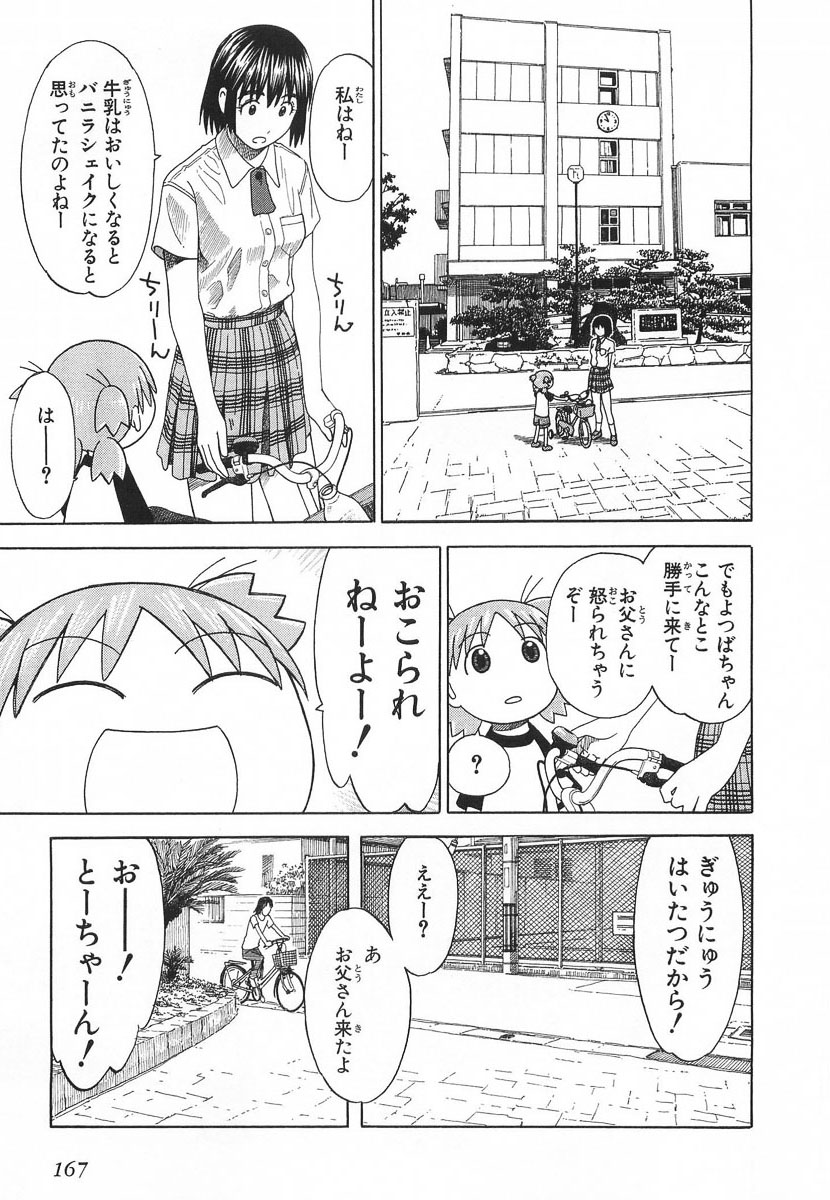 立入禁止
私はねー
牛乳はおいしくなると
バニラシェイクになると
思ってたのよねー
ちりん
ちりーん
はー?
でもよつばちゃん
こんなとこ
勝手に来てー
お父さんに
怒られちゃう
ぞー
?
おこられ
ねーよー!
ぎゅうにゅう
はいたつだから!
ええー?
あ
お父さん来たよ
おーー!
とーちゃーん!
167